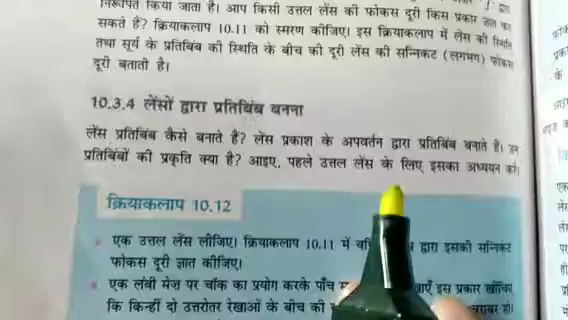 निरूपित किया जाता है। आप किसी उत्तल लेंस की फोकस दूरी किस प्रकार ज्ञात कर
सकते हैं? क्रियाकलाप 10.11 को स्मरण कीजिए। इस क्रियाकलाप में लेंस की स्थिति
तथा सूर्य के प्रतिबिंब की स्थिति के बीच की दूरी लेंस की सन्निकट (लगभग) फोकस
दूरी बताती है।
10.3.4 लेंसों द्वारा प्रतिबिंब बनना
लेंस प्रतिबिंब कैसे बनाते हैं? लेंस प्रकाश के अपवर्तन द्वारा प्रतिबिंब बनाते हैं। इन
प्रतिबिंबों की प्रकृति क्या है? आइए, पहले उत्तल लेंस के लिए इसका अध्ययन करें।
क्रियाकलाप 10.12
एक उत्तल लेंस लीजिए। क्रियाकलाप 10.11 में द्वारा इसकी सन्निकट
फोकस दूरी ज्ञात कीजिए।
एक लंबी मेज़ पर चॉक का प्रयोग करके पाँच इस प्रकार खींचिए
कि किन्हीं दो उत्तरोतर रेखाओं के बीच की बराबर हो।